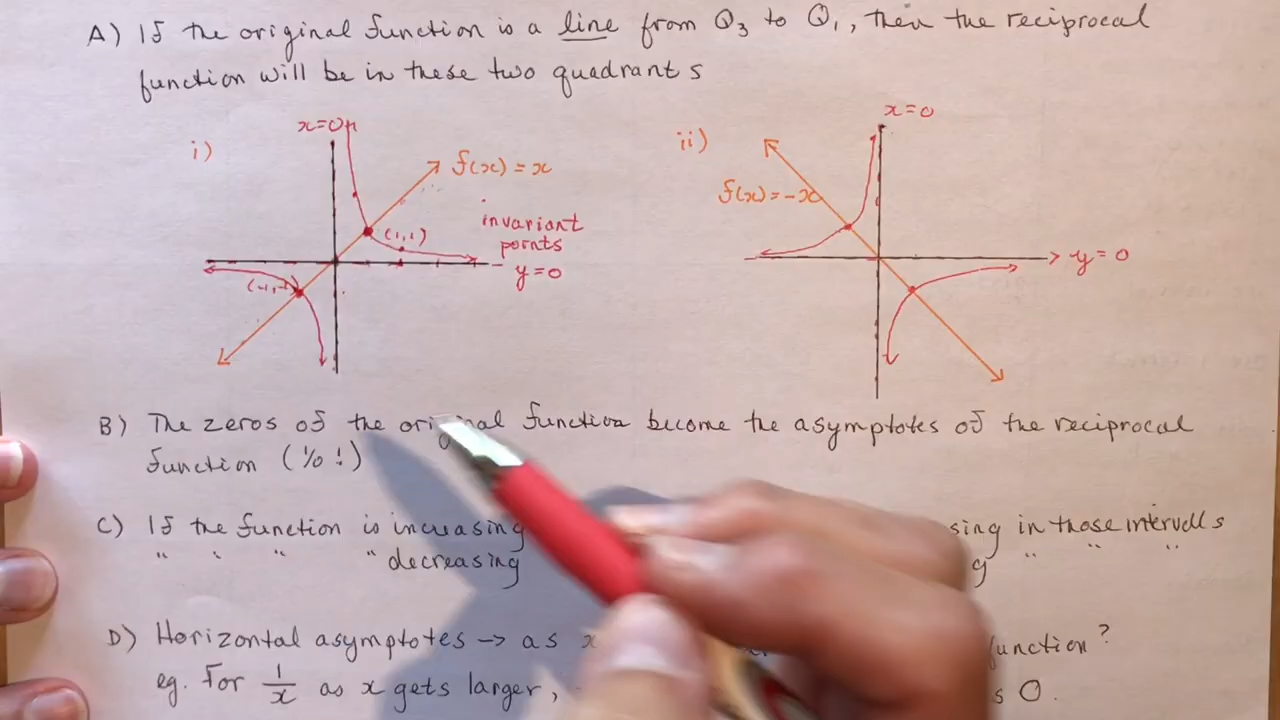 A) If the original function is a line from Q3 to Q1, then the reciprocal
function will be in these two quadrants
x=0
i)
f(x) = x
(1,1)
invariant
points
y=0
x=0
ii)
f(x)=-x
y=0
B) The zeros of the original function become the asymptotes of the reciprocal
function (1/0!)
C) If the function is increasing sing in those intervells
" " " " decreasing g " " "
D) Horizontal asymptotes → as x function?
eg. For 1/x as x gets larger, s 0.